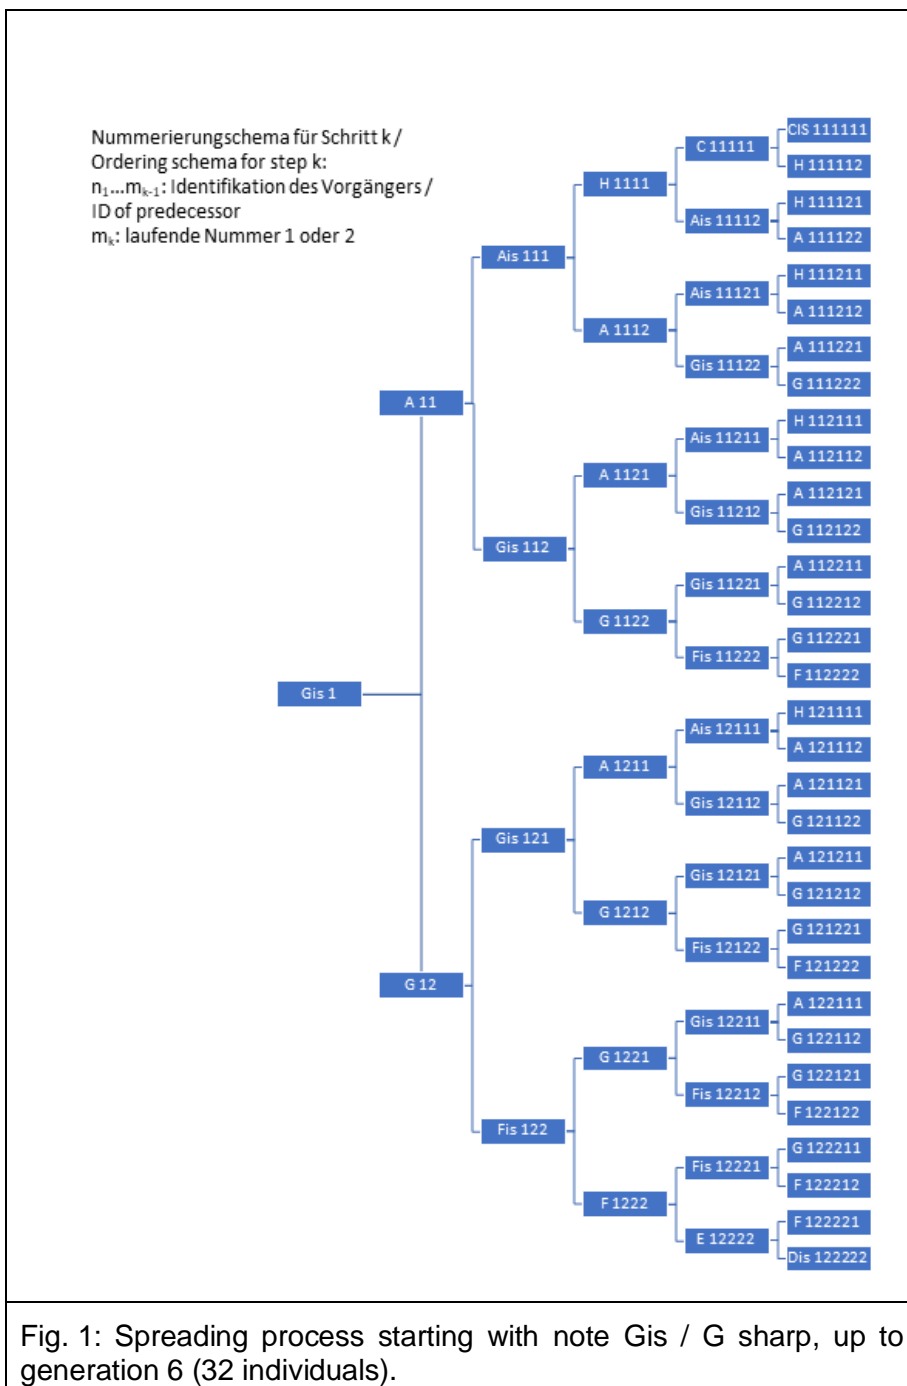 Nummerierungschema für Schritt k /
Ordering schema for step k:
n₁...mₖ₋₁: Identifikation des Vorgängers /
ID of predecessor
mₖ: laufende Nummer 1 oder 2
Gis 1
A 11
G 12
Ais 111
Gis 112
Gis 121
Fis 122
H 1111
A 1112
A 1121
G 1122
A 1211
G 1212
G 1221
F 1222
C 11111
Ais 11112
Ais 11121
Gis 11122
Ais 11211
Gis 11212
Gis 11221
Fis 11222
Ais 12111
Gis 12112
Gis 12121
Fis 12122
Gis 12211
Fis 12212
Fis 12221
E 12222
CIS 111111
H 111112
H 111121
A 111122
H 111211
A 111212
A 111221
G 111222
H 112111
A 112112
A 112121
G 112122
A 112211
G 112212
G 112221
F 112222
H 121111
A 121112
A 121121
G 121122
A 121211
G 121212
G 121221
F 121222
A 122111
G 122112
G 122121
F 122122
G 122211
F 122212
F 122221
Dis 122222
Fig. 1: Spreading process starting with note Gis / G sharp, up to
generation 6 (32 individuals).